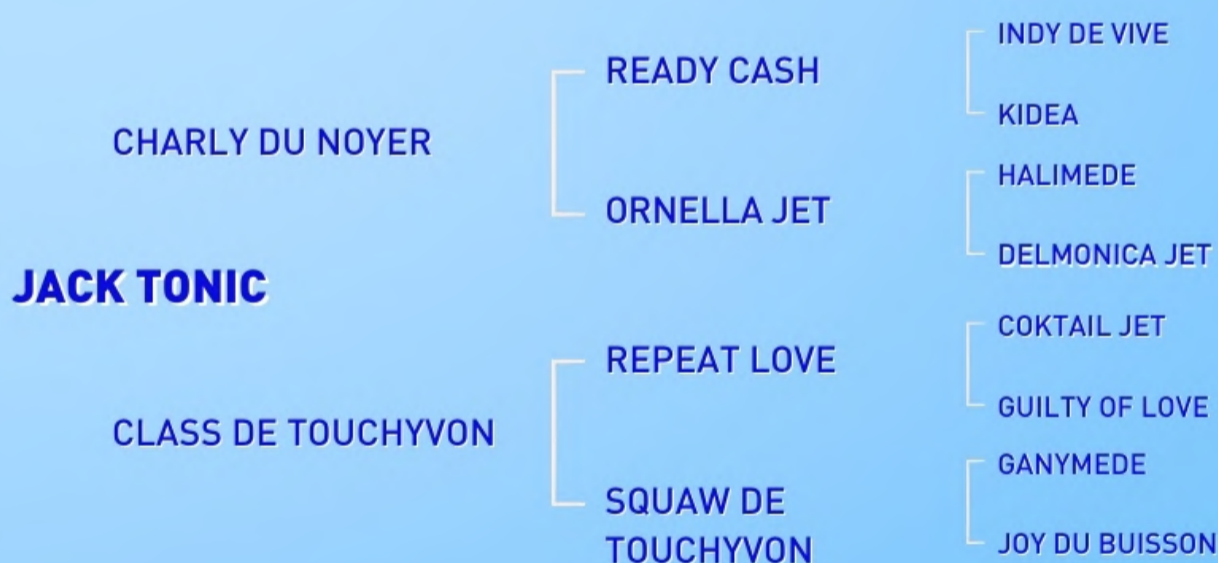 INDY DE VIVE
READY CASH
KIDEA
CHARLY DU NOYER
HALIMEDE
ORNELLA JET
DELMONICA JET
JACK TONIC
COKTAIL JET
REPEAT LOVE
GUILTY OF LOVE
CLASS DE TOUCHYVON
GANYMEDE
SQUAW DE
TOUCHYVON
JOY DU BUISSON